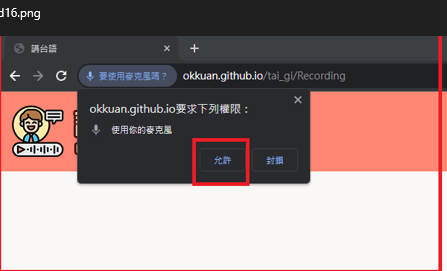 d16.png
講台語
要使用麥克風嗎？
okkuan.github.io/tai_gi/Recording
okkuan.github.io要求下列權限：
使用你的麥克風
允許
封鎖